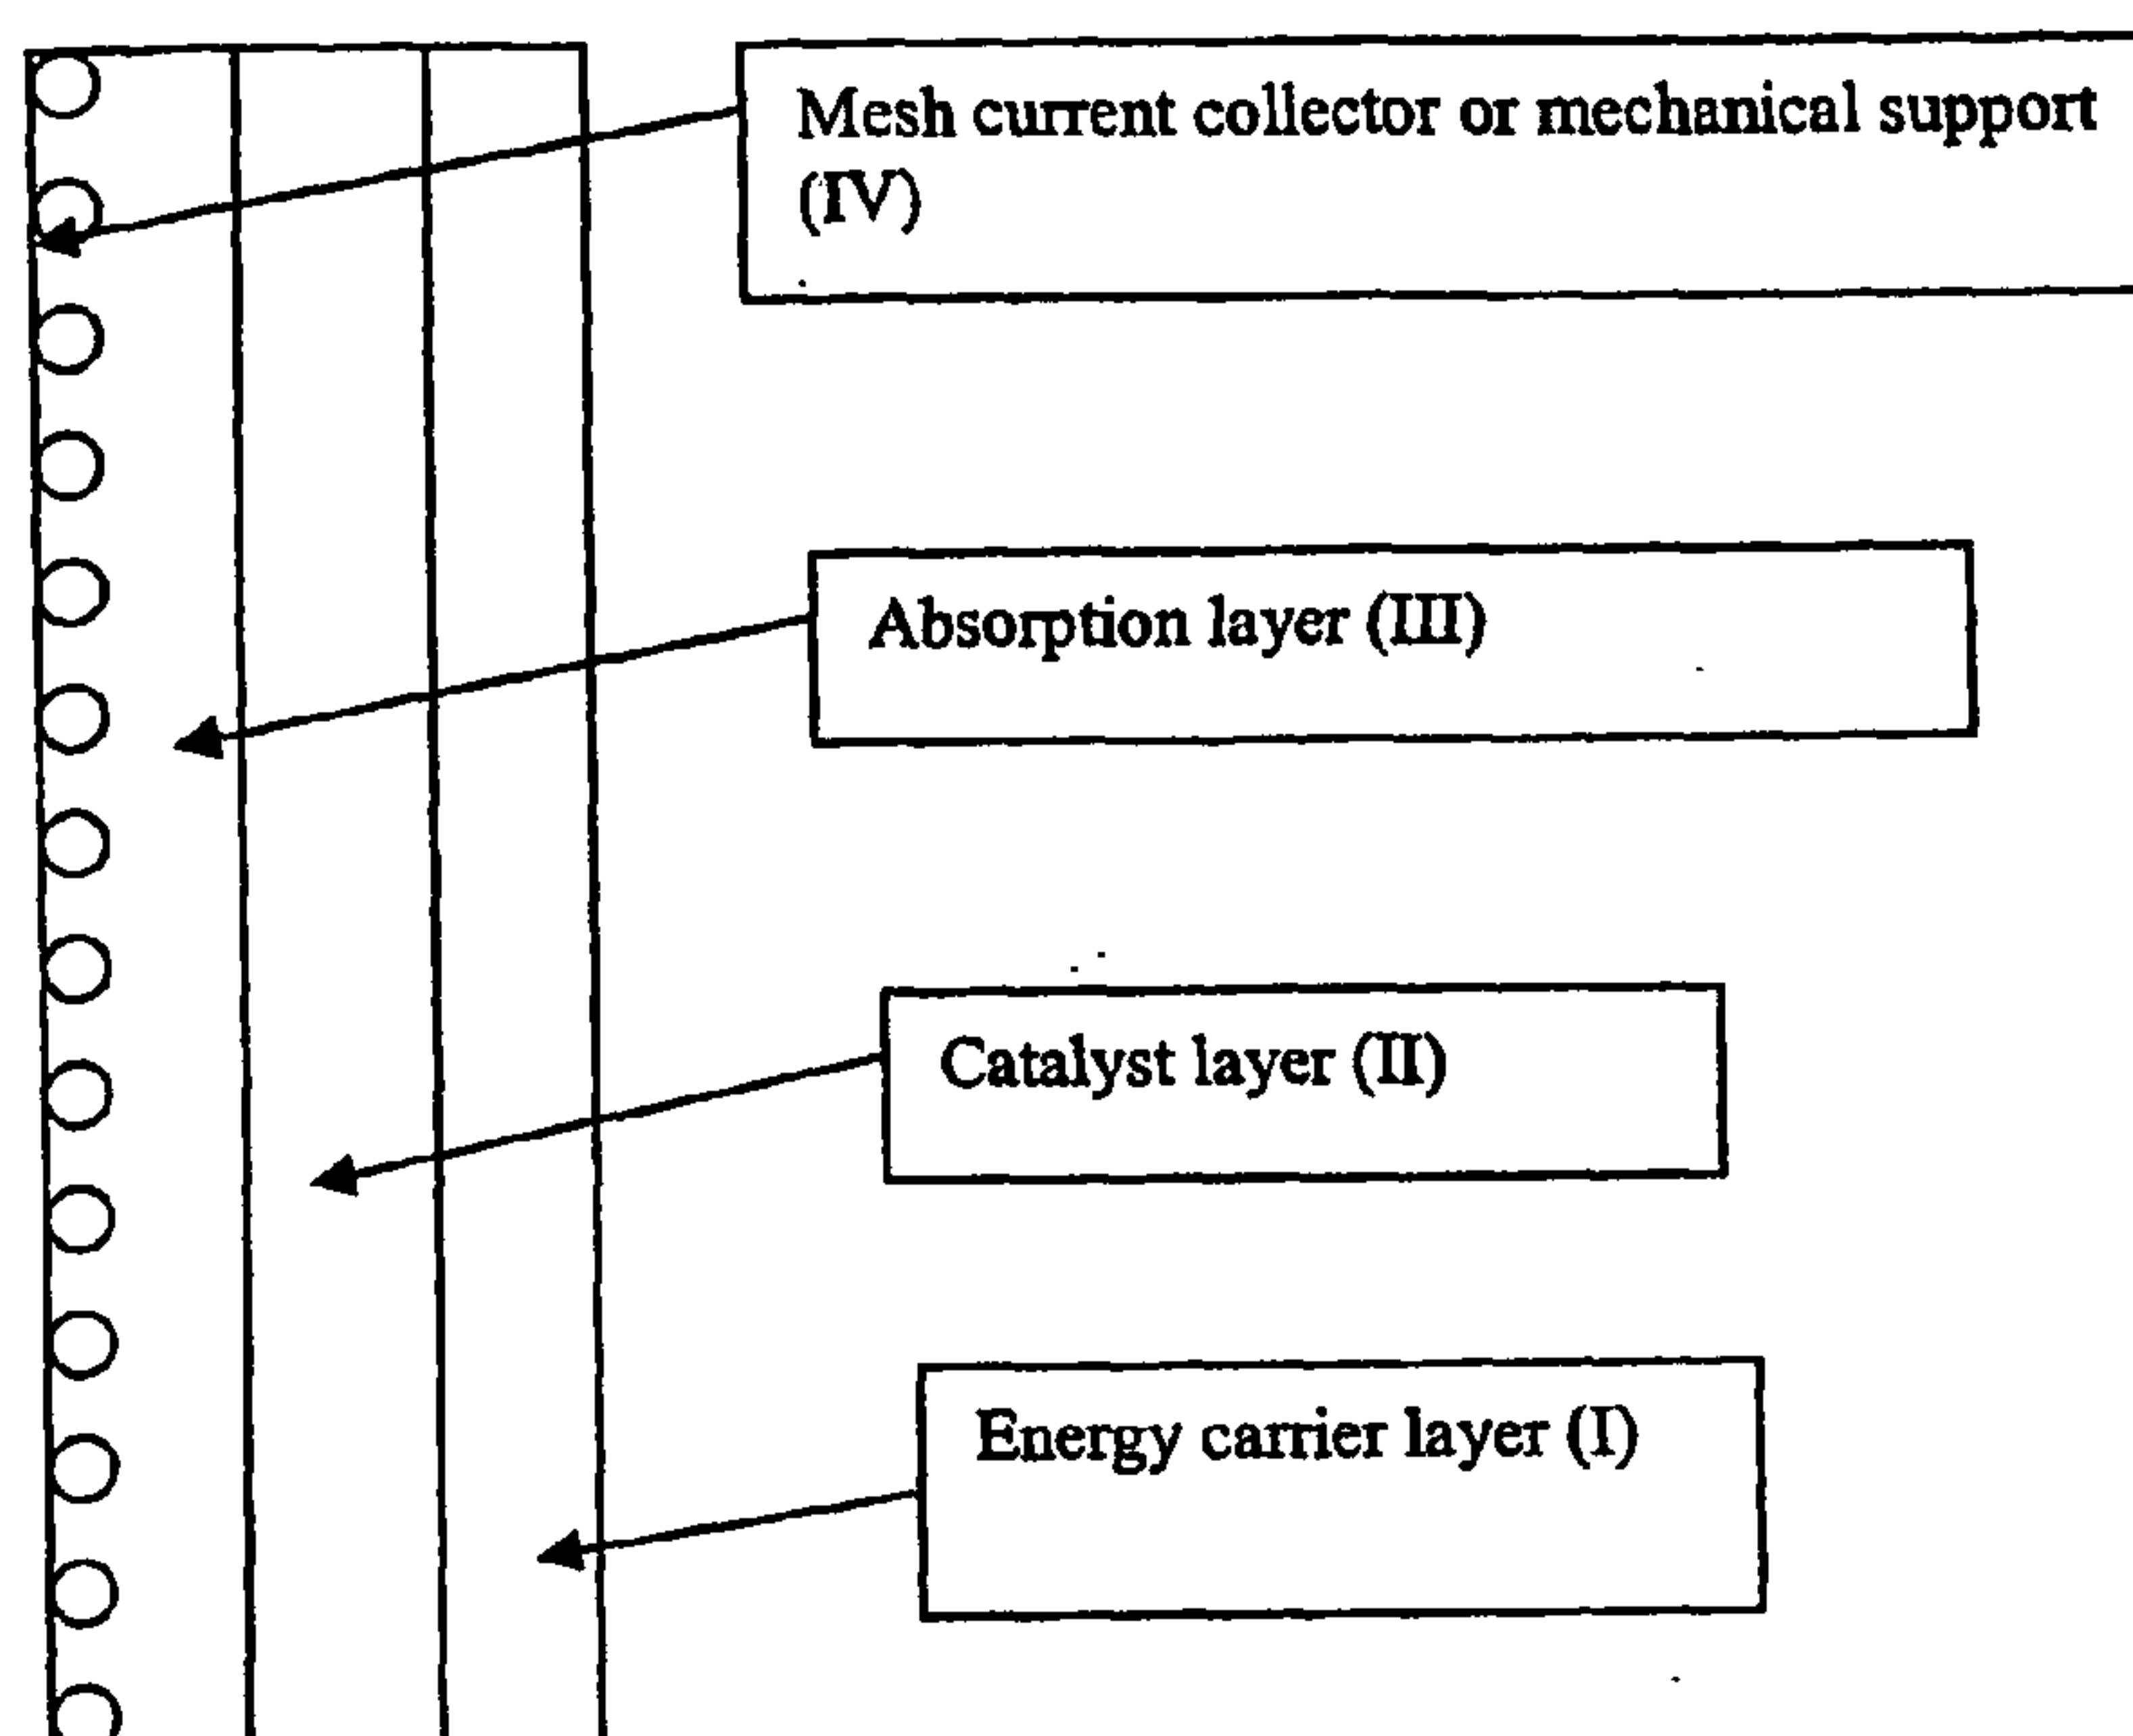 Mesh current collector or mechanical support
(IV)
Absorption layer (III)
Catalyst layer (II)
Energy carrier layer (I)